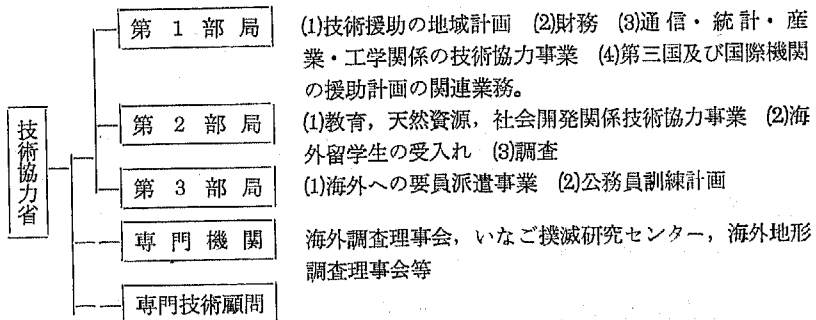 技術協力省
第1部局
(1)技術援助の地域計画 (2)財務 (3)通信・統計・産
業・工学関係の技術協力事業 (4)第三国及び国際機関
の援助計画の関連業務。
第2部局
(1)教育,天然資源,社会開発関係技術協力事業 (2)海
外留学生の受入れ (3)調査
第3部局
(1)海外への要員派遣事業 (2)公務員訓練計画
専門機関
海外調査理事会,いなご撲滅研究センター,海外地形
調査理事会等
専門技術顧問